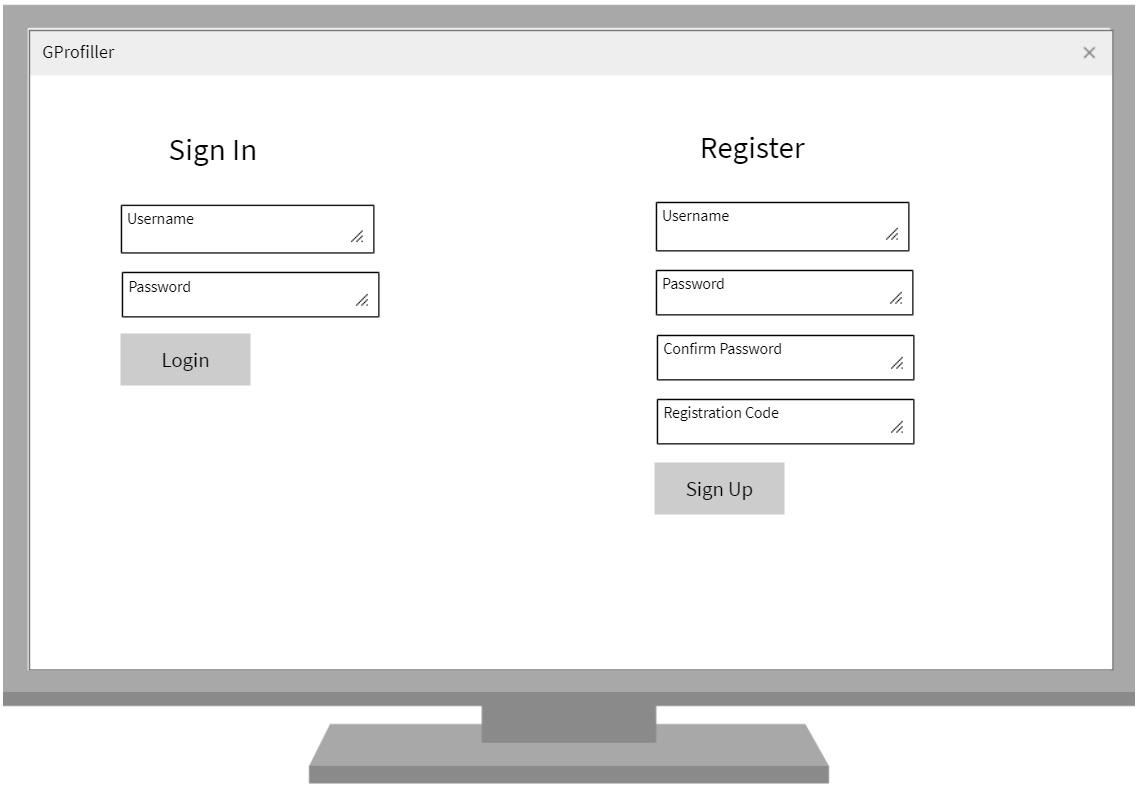 GProfiller
Sign In
Username
Password
Login
Register
Username
Password
Confirm Password
Registration Code
Sign Up